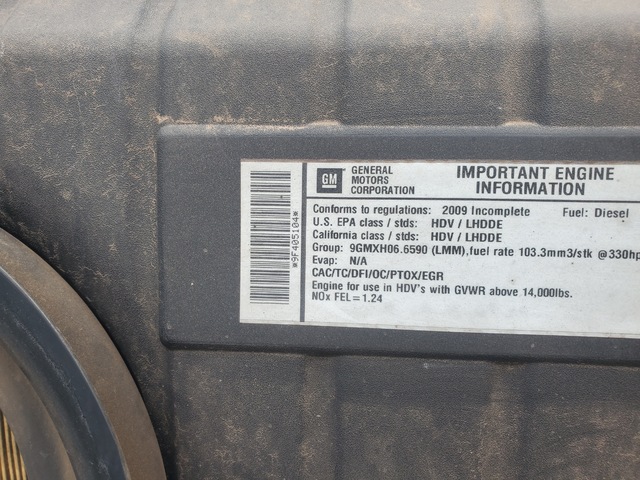 GM
GENERAL
MOTORS
CORPORATION
IMPORTANT ENGINE
INFORMATION
Conforms to regulations: 2009 Incomplete Fuel: Diesel
U.S. EPA class / stds: HDV / LHDDE
California class / stds: HDV / LHDDE
Group: 9GMXH06.6590 (LMM),fuel rate 103.3mm3/stk @330hp
Evap: N/A
CAC/TC/DFI/OC/PTOX/EGR
Engine for use in HDV's with GVWR above 14,000lbs.
NOx FEL=1.24
*9F405104*